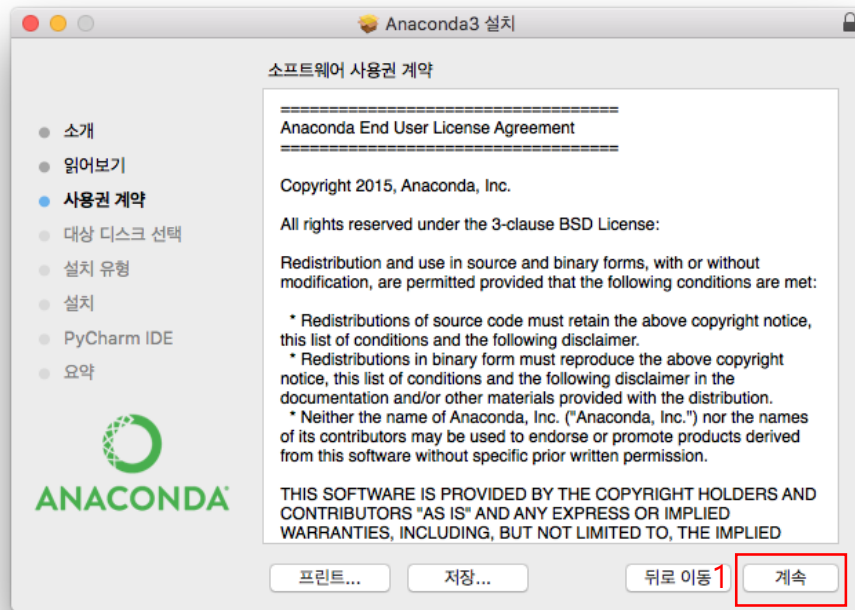 Anaconda3 설치
소프트웨어 사용권 계약
소개
읽어보기
사용권 계약
대상 디스크 선택
설치 유형
설치
PyCharm IDE
요약
ANACONDA
===================================
Anaconda End User License Agreement
===================================
Copyright 2015, Anaconda, Inc.
All rights reserved under the 3-clause BSD License:
Redistribution and use in source and binary forms, with or without
modification, are permitted provided that the following conditions are met:
* Redistributions of source code must retain the above copyright notice,
this list of conditions and the following disclaimer.
* Redistributions in binary form must reproduce the above copyright
notice, this list of conditions and the following disclaimer in the
documentation and/or other materials provided with the distribution.
* Neither the name of Anaconda, Inc. ("Anaconda, Inc.") nor the names
of its contributors may be used to endorse or promote products derived
from this software without specific prior written permission.
THIS SOFTWARE IS PROVIDED BY THE COPYRIGHT HOLDERS AND
CONTRIBUTORS "AS IS" AND ANY EXPRESS OR IMPLIED
WARRANTIES, INCLUDING, BUT NOT LIMITED TO, THE IMPLIED
프린트... 저장... 뒤로 이동 1 계속